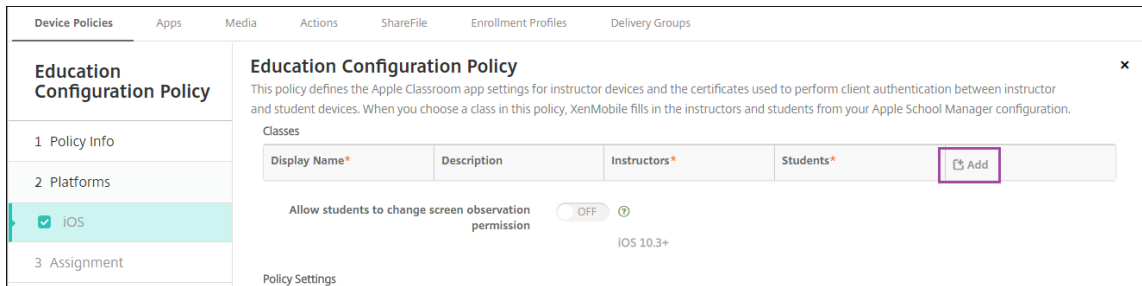 Device Policies Apps Media Actions ShareFile Enrollment Profiles Delivery Groups
Education
Configuration Policy
1 Policy Info
2 Platforms
iOS
3 Assignment
Education Configuration Policy
This policy defines the Apple Classroom app settings for instructor devices and the certificates used to perform client authentication between instructor
and student devices. When you choose a class in this policy, XenMobile fills in the instructors and students from your Apple School Manager configuration.
Classes
Display Name* Description Instructors* Students* Add
Allow students to change screen observation
permission
OFF ?
iOS 10.3+
Policy Settings